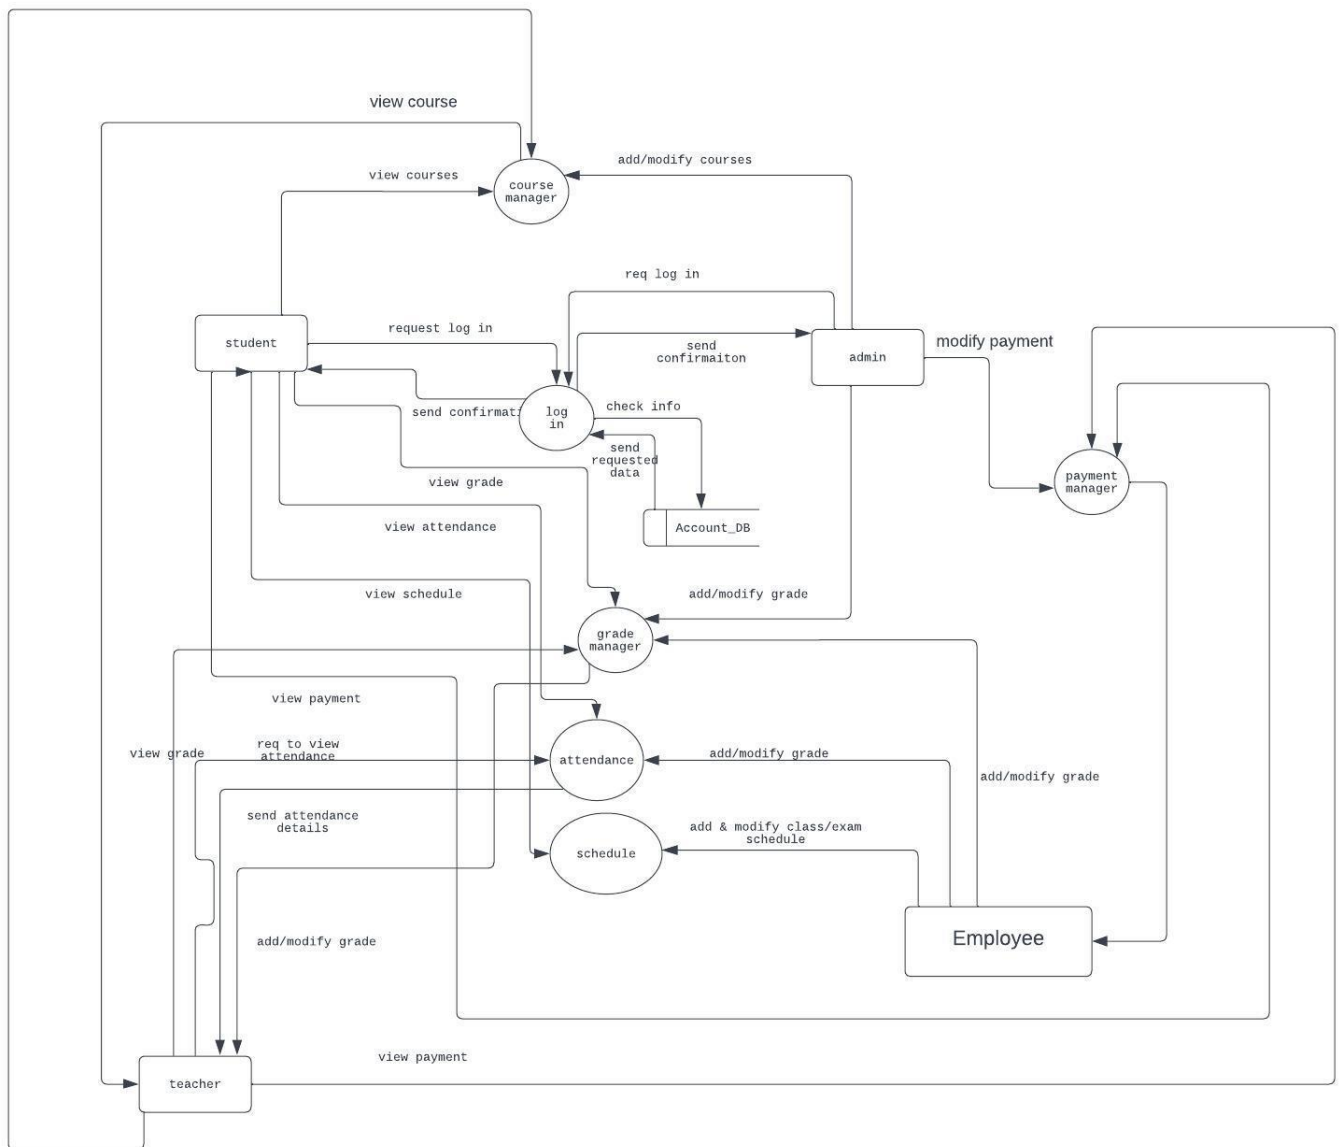 view course
add/modify courses
view courses
course
manager
req log in
request log in
student
send
confirmaiton
admin
modify payment
send confirmati
log
in
check info
send
requested
data
view grade
payment
manager
view attendance
Account_DB
view schedule
add/modify grade
grade
manager
view payment
view grade
req to view
attendance
attendance
add/modify grade
add/modify grade
send attendance
details
add & modify class/exam
schedule
schedule
add/modify grade
Employee
view payment
teacher